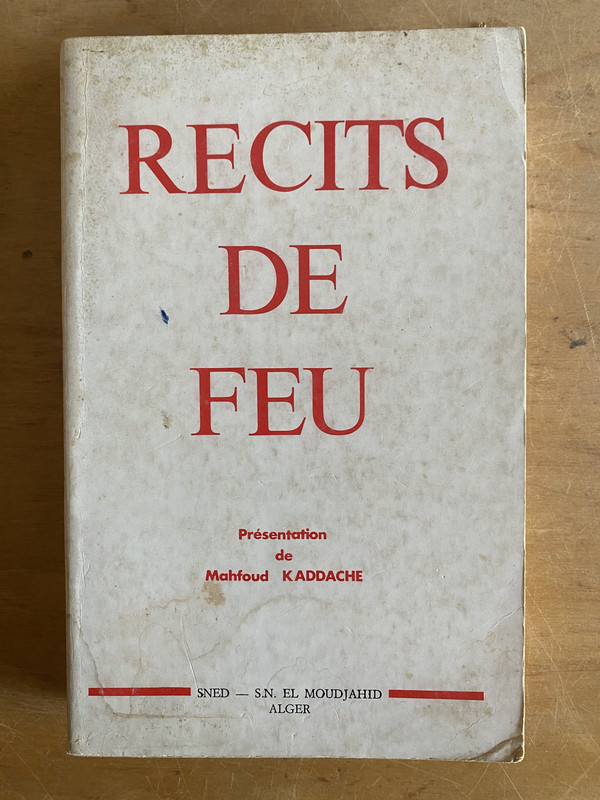 RECITS
DE
FEU
Présentation
de
Mahfoud KADDACHE
SNED — S.N. EL MOUDJAHID
ALGER